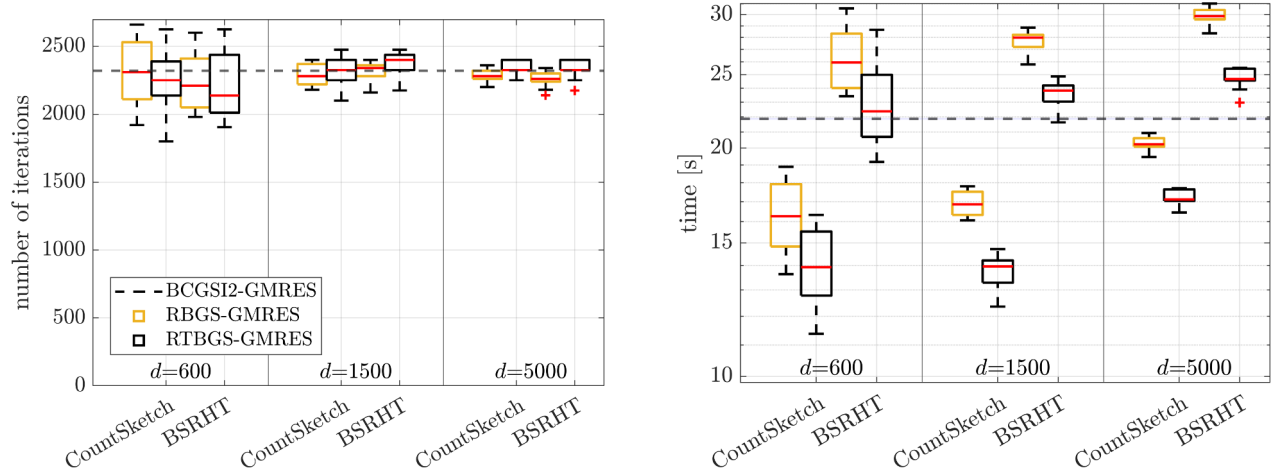 number of iterations
2500
2000
1500
1000
500
0
BCGSI2-GMRES
RBGS-GMRES
RTBGS-GMRES
d=600
d=1500
d=5000
CountSketch
BSRHT
CountSketch
BSRHT
CountSketch
BSRHT
time [s]
30
25
20
15
10
d=600
d=1500
d=5000
CountSketch
BSRHT
CountSketch
BSRHT
CountSketch
BSRHT